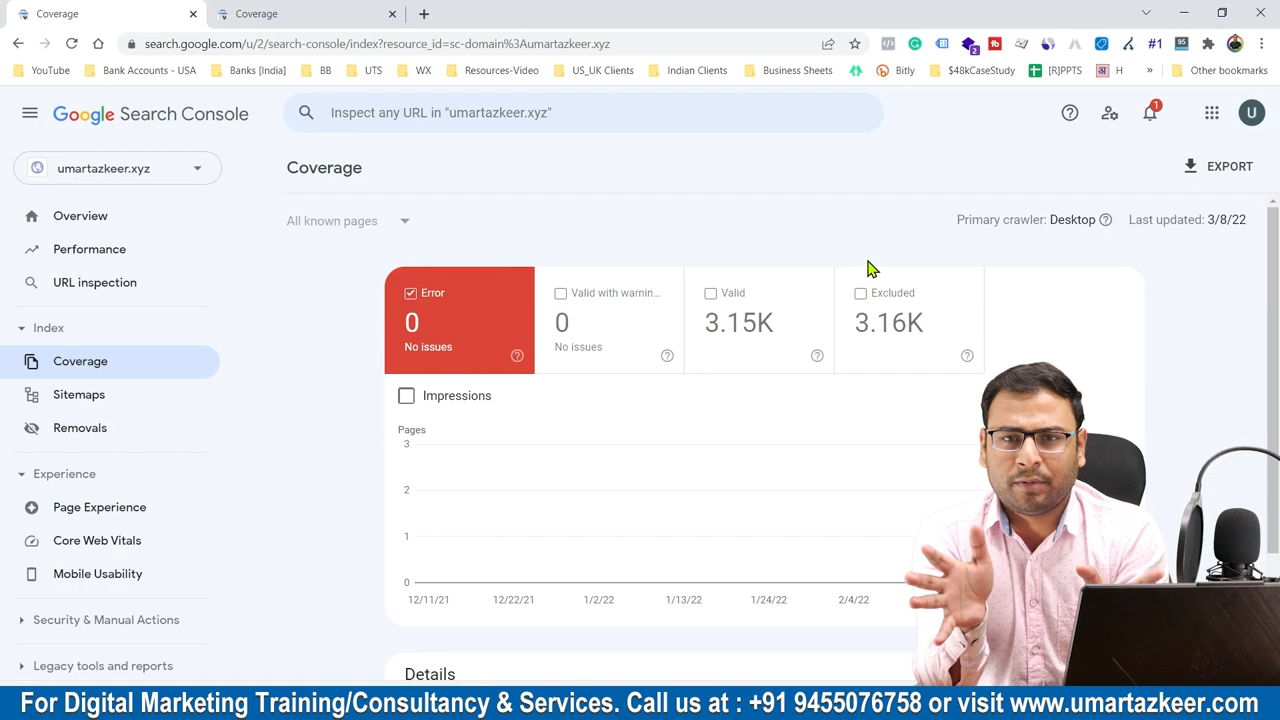 Coverage
Coverage
search.google.com/u/2/search-console/index?resource_id=sc-domain%3Aumartazkeer.xyz
95
#1
2
YouTube
Bank Accounts - USA
Banks [India]
BB
UTS
WX
Resources-Video
US_UK Clients
Indian Clients
Business Sheets
Bitly
$48kCaseStudy
[R]PPTS
H
»
Other bookmarks
Google Search Console
Inspect any URL in "umartazkeer.xyz"
1
U
umartazkeer.xyz
Coverage
EXPORT
Overview
Performance
URL inspection
Index
Coverage
Sitemaps
Removals
Experience
Page Experience
Core Web Vitals
Mobile Usability
Security & Manual Actions
Legacy tools and reports
All known pages
Primary crawler: Desktop
Last updated: 3/8/22
Error
0
No issues
Valid with warnin...
0
No issues
Valid
3.15K
Excluded
3.16K
Impressions
Pages
3
2
1
0
12/11/21
12/22/21
1/2/22
1/13/22
1/24/22
2/4/22
Details
For Digital Marketing Training/Consultancy & Services. Call us at : +91 9455076758 or visit www.umartazkeer.com